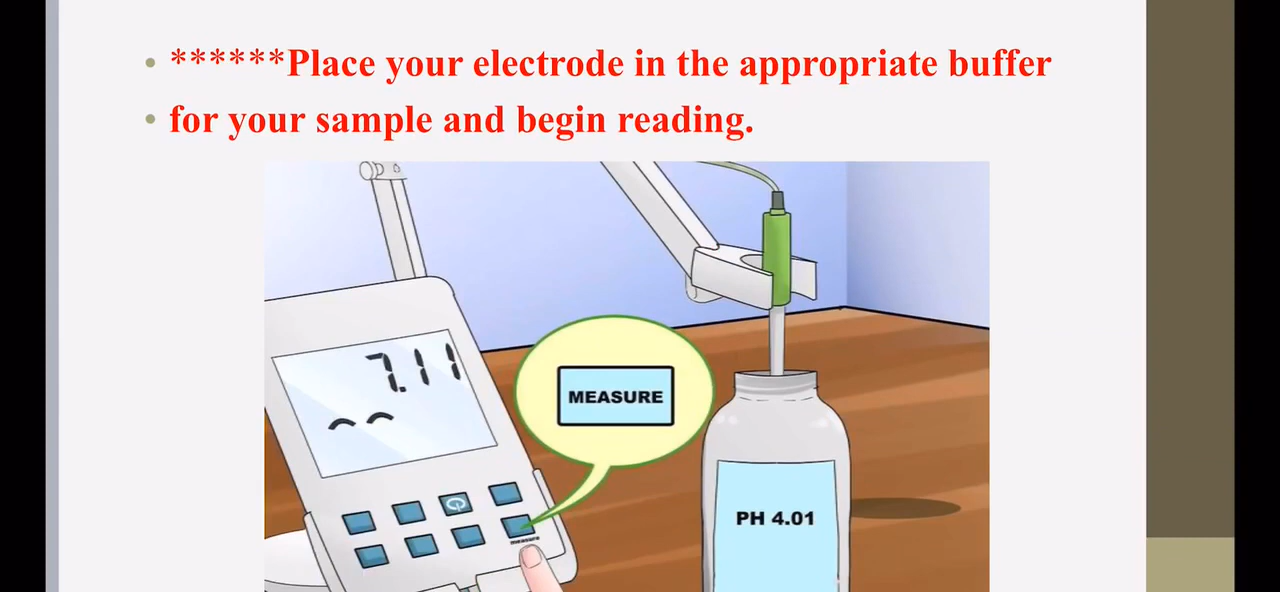 • ******Place your electrode in the appropriate buffer
• for your sample and begin reading.
7.11
MEASURE
PH 4.01
measure